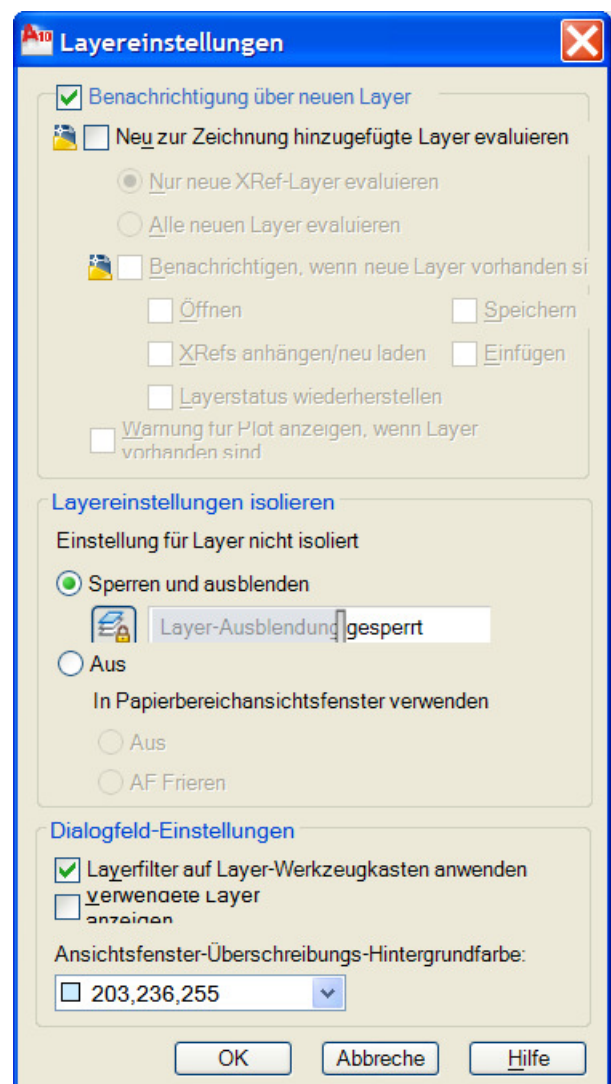 A10 Layereinstellungen
Benachrichtigung über neuen Layer
Neu zur Zeichnung hinzugefügte Layer evaluieren
Nur neue XRef-Layer evaluieren
Alle neuen Layer evaluieren
Benachrichtigen, wenn neue Layer vorhanden si
Öffnen Speichern
XRefs anhängen/neu laden Einfügen
Layerstatus wiederherstellen
Warnung für Plot anzeigen, wenn Layer
vorhanden sind
Layereinstellungen isolieren
Einstellung für Layer nicht isoliert
Sperren und ausblenden
Layer-Ausblendung gesperrt
Aus
In Papierbereichansichtsfenster verwenden
Aus
AF Frieren
Dialogfeld-Einstellungen
Layerfilter auf Layer-Werkzeugkasten anwenden
Verwendete Layer
anzeigen
Ansichtsfenster-Überschreibungs-Hintergrundfarbe:
203,236,255
OK Abbreche Hilfe